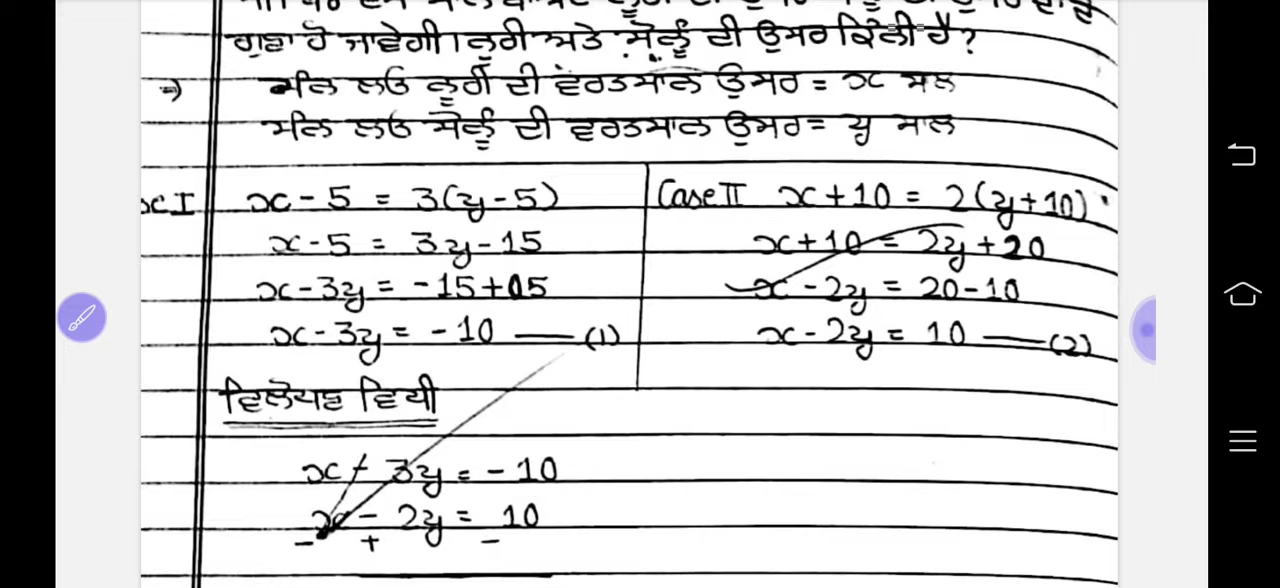 ਗੁਣਾ ਹੋ ਜਾਵੇਗੀ। ਨੂਰੀ ਅਤੇ ਸੋਨੂੰ ਦੀ ਉਮਰ ਕਿੰਨੀ ਹੈ?
=) ਮੰਨ ਲਓ ਨੂਰੀ ਦੀ ਵਰਤਮਾਨ ਉਮਰ = x ਸਾਲ
ਮੰਨ ਲਓ ਸੋਨੂੰ ਦੀ ਵਰਤਮਾਨ ਉਮਰ = y ਸਾਲ
I x - 5 = 3(y - 5)
x - 5 = 3y - 15
x - 3y = -15 + 5
x - 3y = -10 —— (1)
Case II x + 10 = 2(y + 10)
x + 10 = 2y + 20
x - 2y = 20 - 10
x - 2y = 10 —— (2)
ਵਿਲੋਪਣ ਵਿਧੀ
x - 3y = -10
x - 2y = 10
- + -